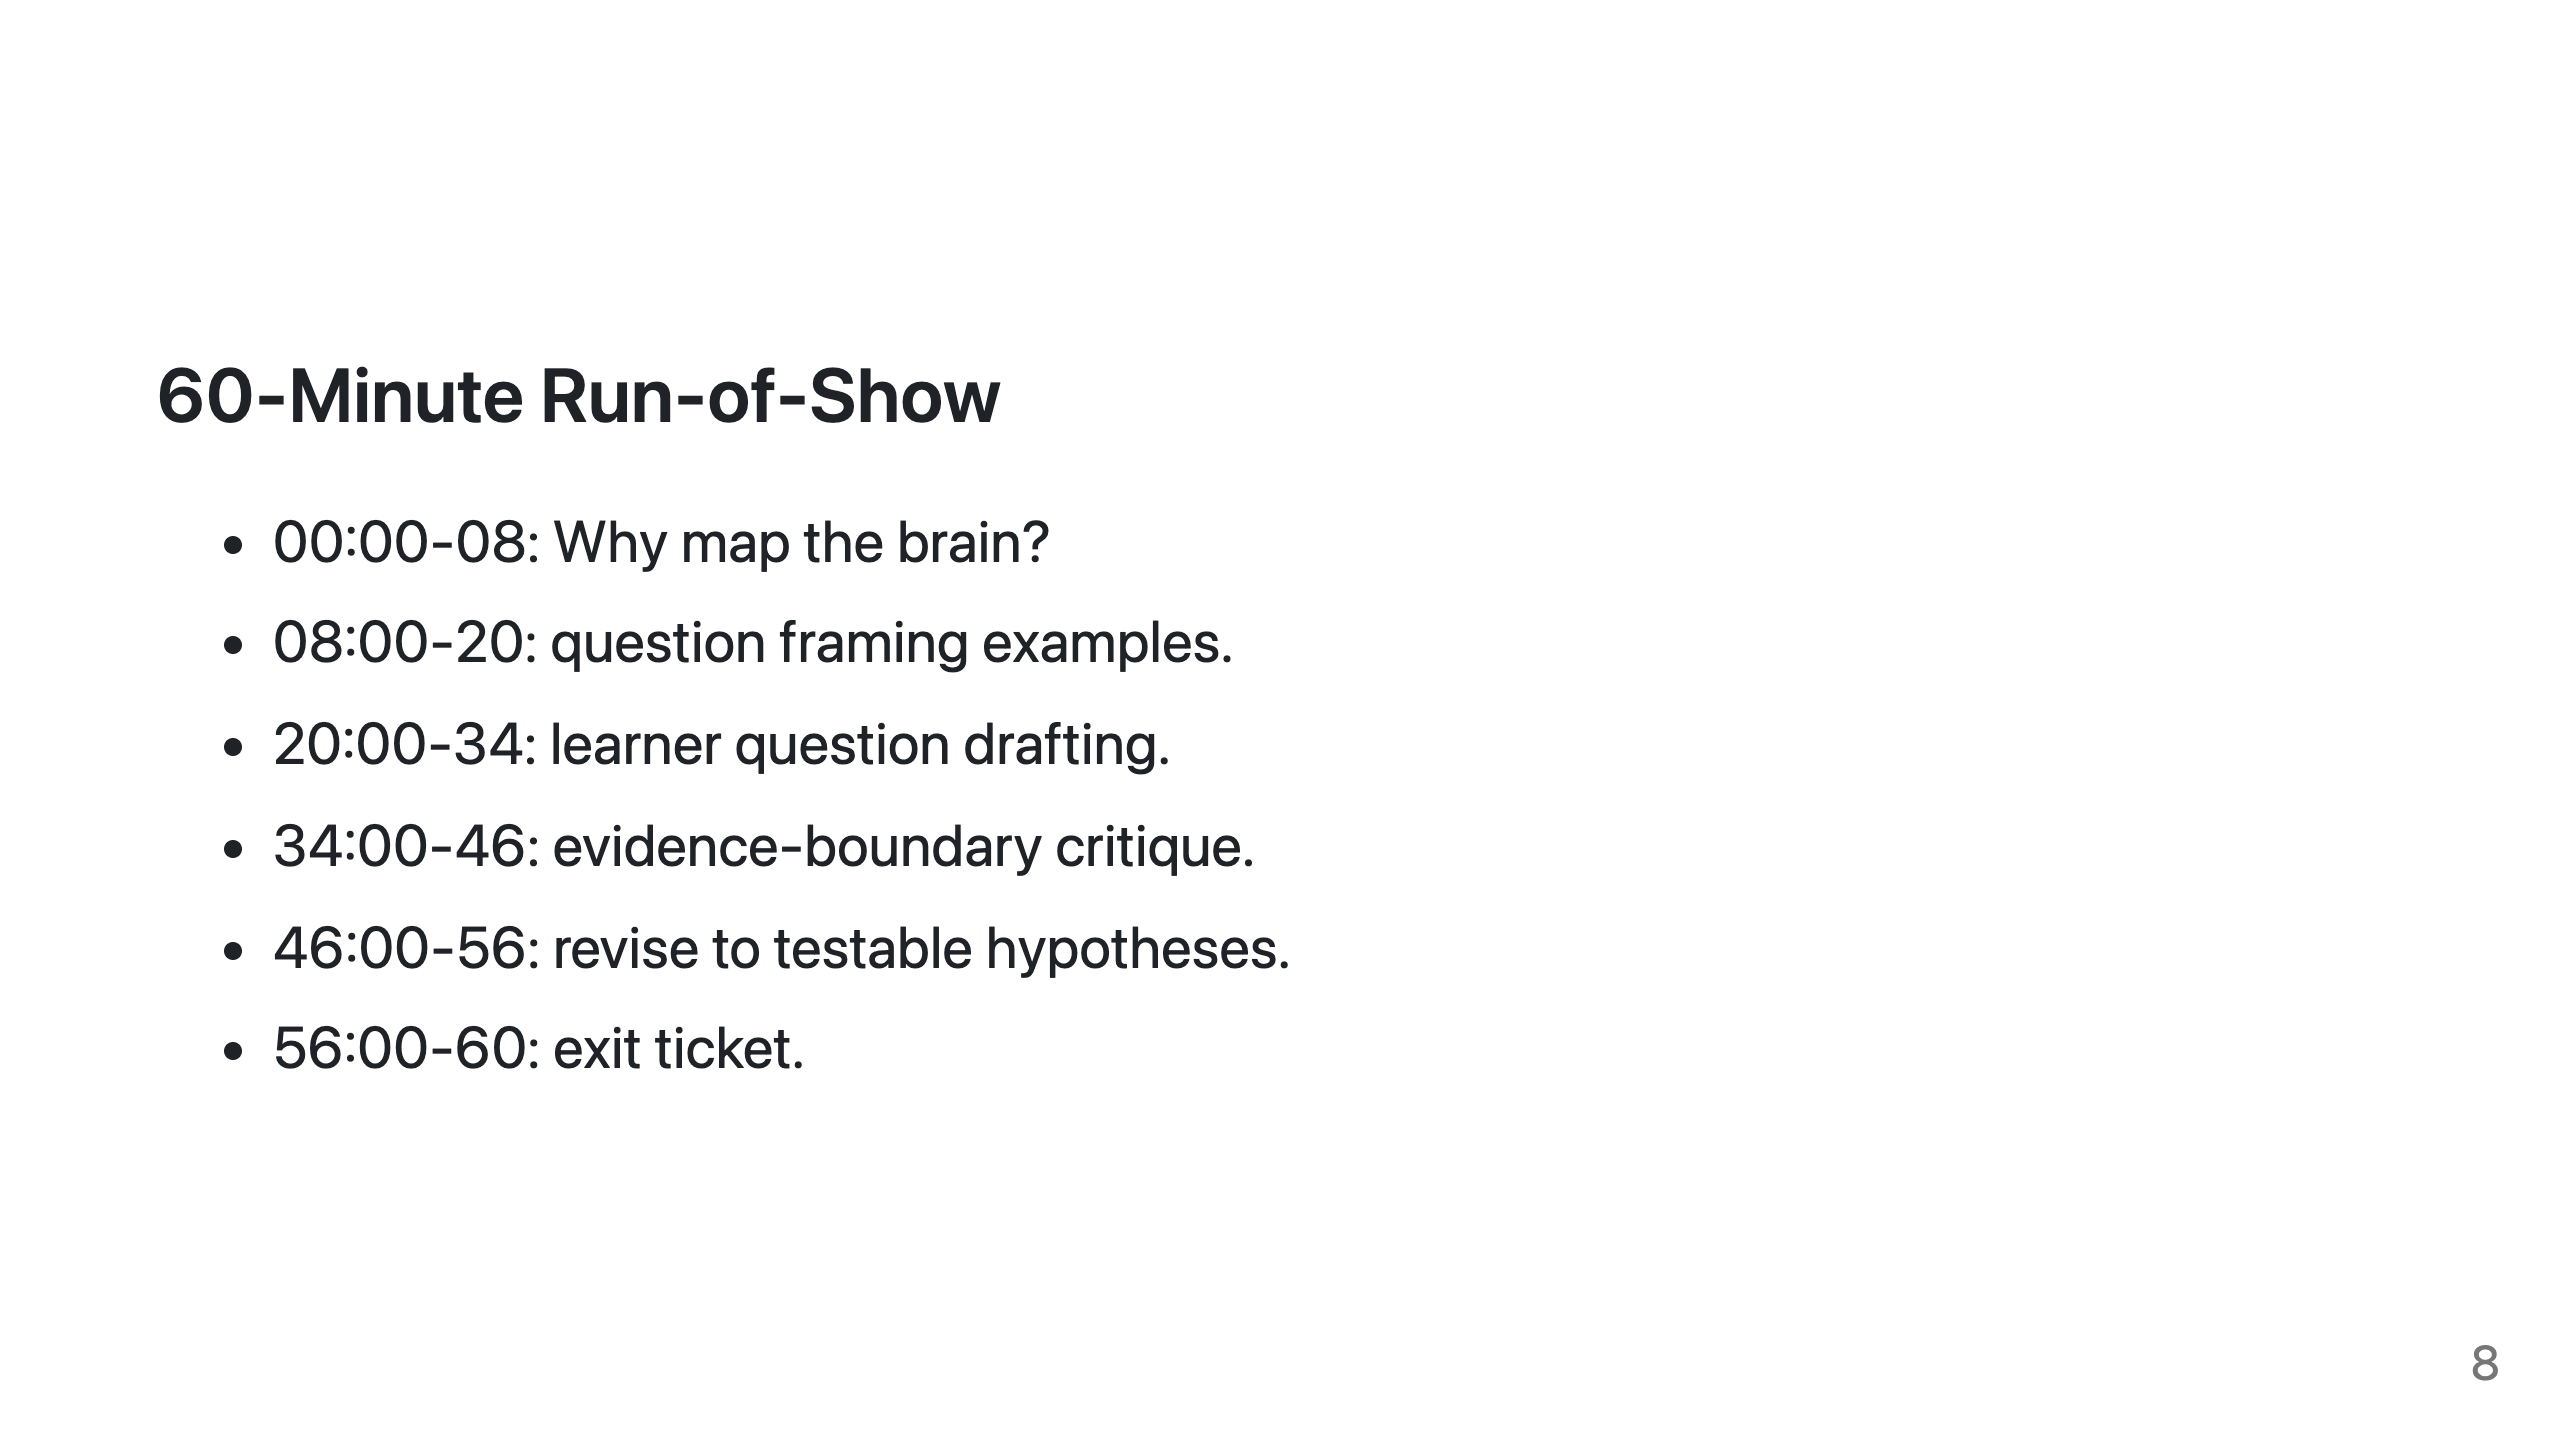 60-Minute Run-of-Show
• 00:00-08: Why map the brain?
• 08:00-20: question framing examples.
• 20:00-34: learner question drafting.
• 34:00-46: evidence-boundary critique.
• 46:00-56: revise to testable hypotheses.
• 56:00-60: exit ticket.
8